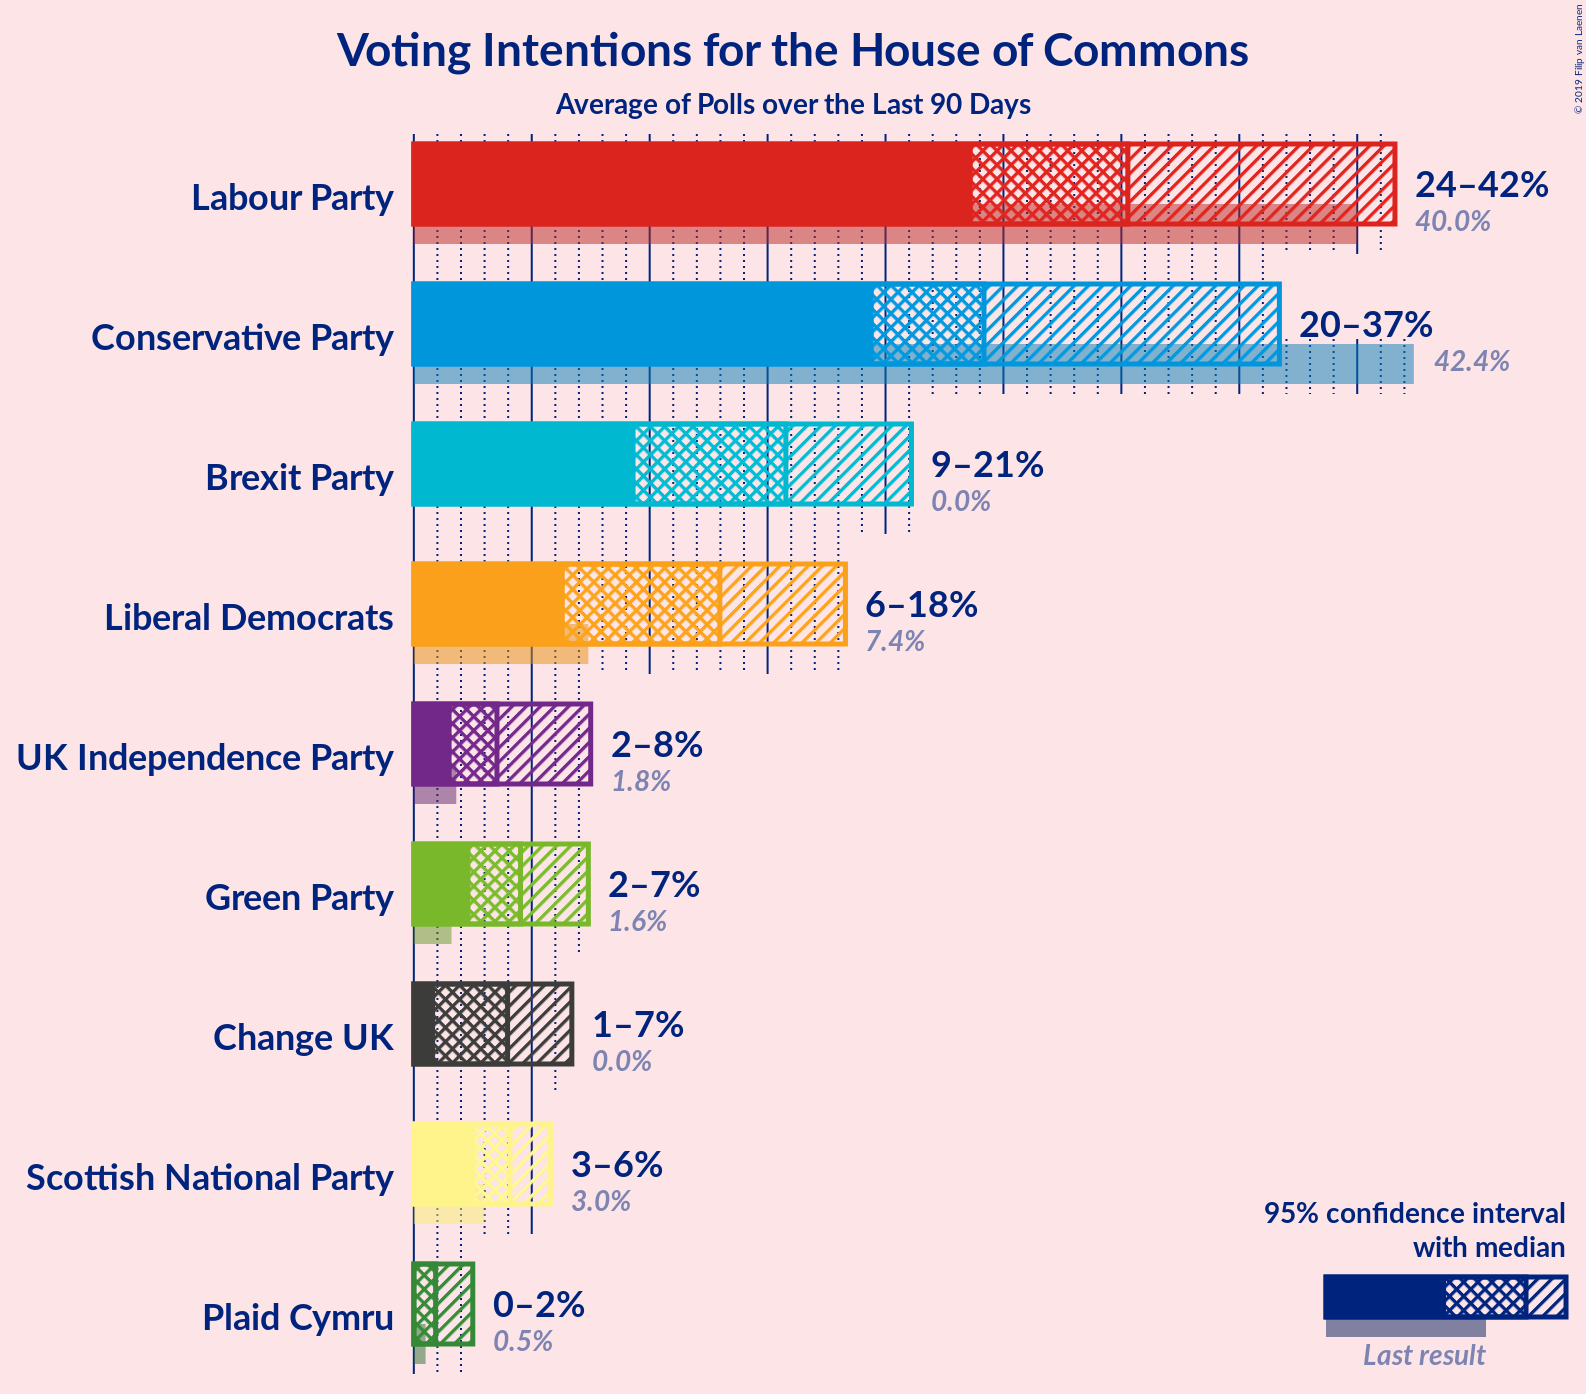 Voting Intentions for the House of Commons
Average of Polls over the Last 90 Days
© 2019 Filip van Laenen
Labour Party
24–42%
40.0%
Conservative Party
20–37%
42.4%
Brexit Party
9–21%
0.0%
Liberal Democrats
6–18%
7.4%
UK Independence Party
2–8%
1.8%
Green Party
2–7%
1.6%
Change UK
1–7%
0.0%
Scottish National Party
3–6%
3.0%
Plaid Cymru
0–2%
0.5%
95% confidence interval
with median
Last result